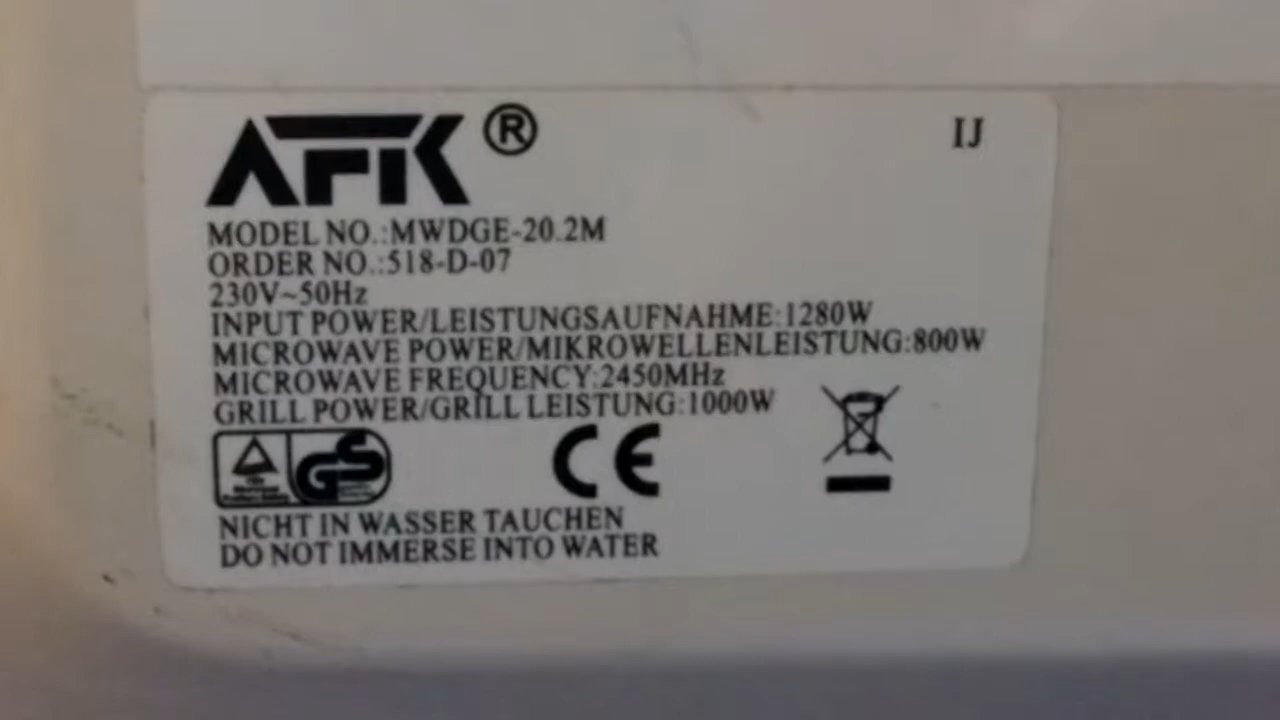 AFK ® IJ
MODEL NO.:MWDGE-20.2M
ORDER NO.:518-D-07
230V~50Hz
INPUT POWER/LEISTUNGSAUFNAHME:1280W
MICROWAVE POWER/MIKROWELLENLEISTUNG:800W
MICROWAVE FREQUENCY:2450MHz
GRILL POWER/GRILL LEISTUNG:1000W
GS CE
NICHT IN WASSER TAUCHEN
DO NOT IMMERSE INTO WATER